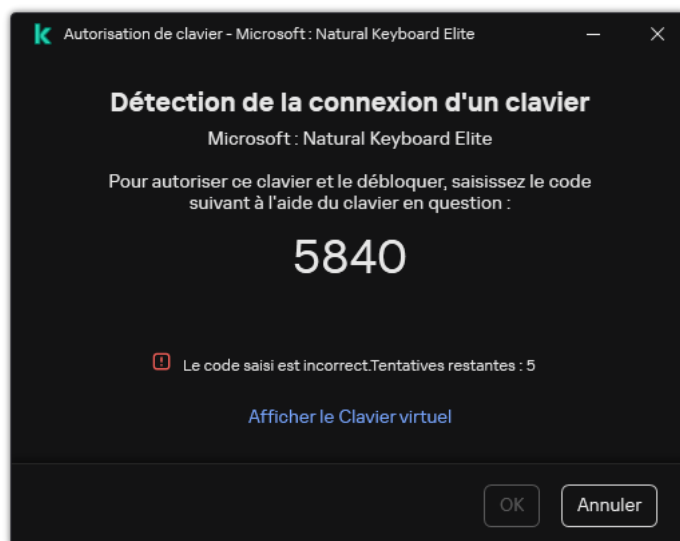 Autorisation de clavier - Microsoft : Natural Keyboard Elite
Détection de la connexion d'un clavier
Microsoft : Natural Keyboard Elite
Pour autoriser ce clavier et le débloquer, saisissez le code
suivant à l'aide du clavier en question :
5840
Le code saisi est incorrect.Tentatives restantes : 5
Afficher le Clavier virtuel
OK
Annuler